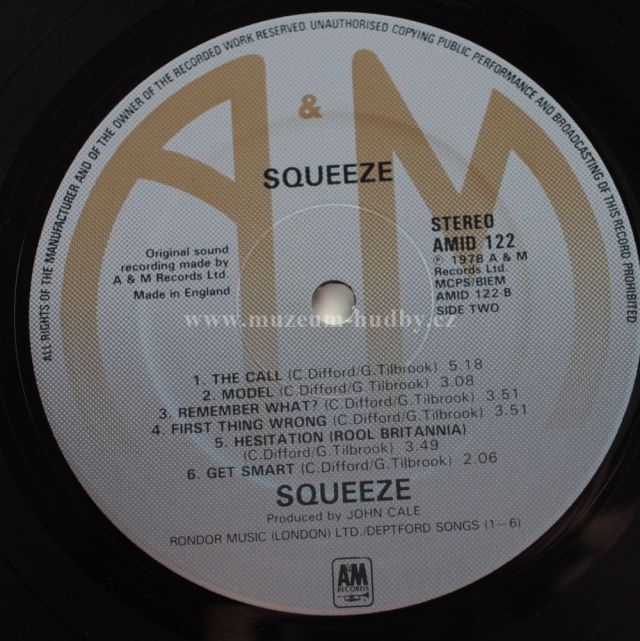 ALL RIGHTS OF THE MANUFACTURER AND OF THE OWNER OF THE RECORDED WORK RESERVED UNAUTHORISED COPYING PUBLIC PERFORMANCE AND BROADCASTING OF THIS RECORD PROHIBITED
A & M
SQUEEZE
Original sound
recording made by
A & M Records Ltd.
Made in England
STEREO
AMID 122
℗ 1978 A & M
Records Ltd.
MCPS/BIEM
AMID 122-B
SIDE TWO
www.muzeum-hudby.cz
1. THE CALL (C.Difford/G.Tilbrook) 5.18
2. MODEL (C.Difford/G.Tilbrook) 3.08
3. REMEMBER WHAT? (C.Difford/G.Tilbrook) 3.51
4. FIRST THING WRONG (C.Difford/G.Tilbrook) 3.51
5. HESITATION (ROOL BRITANNIA)
(C.Difford/G.Tilbrook) 3.49
6. GET SMART (C.Difford/G.Tilbrook) 2.06
SQUEEZE
Produced by JOHN CALE
RONDOR MUSIC (LONDON) LTD./DEPTFORD SONGS (1–6)
A&M
RECORDS